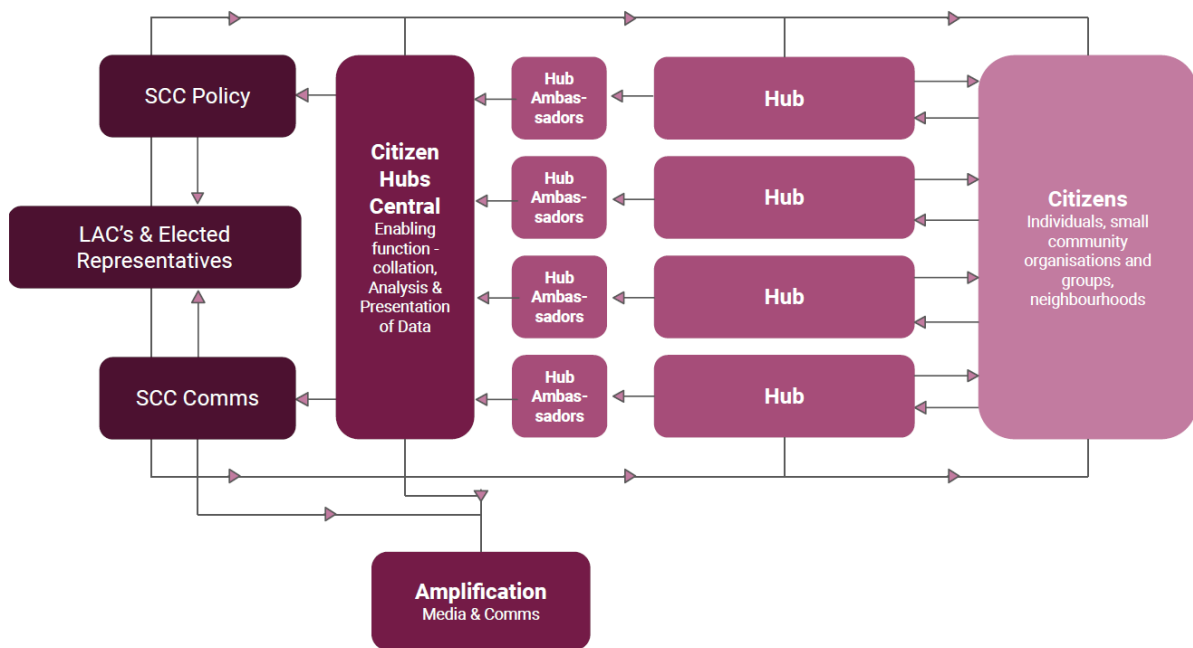 SCC Policy
LAC's & Elected
Representatives
SCC Comms
Citizen
Hubs
Central
Enabling
function -
collation,
Analysis &
Presentation
of Data
Hub
Ambas-
sadors
Hub
Hub
Ambas-
sadors
Hub
Hub
Ambas-
sadors
Hub
Hub
Ambas-
sadors
Hub
Citizens
Individuals, small
community
organisations and
groups,
neighbourhoods
Amplification
Media & Comms